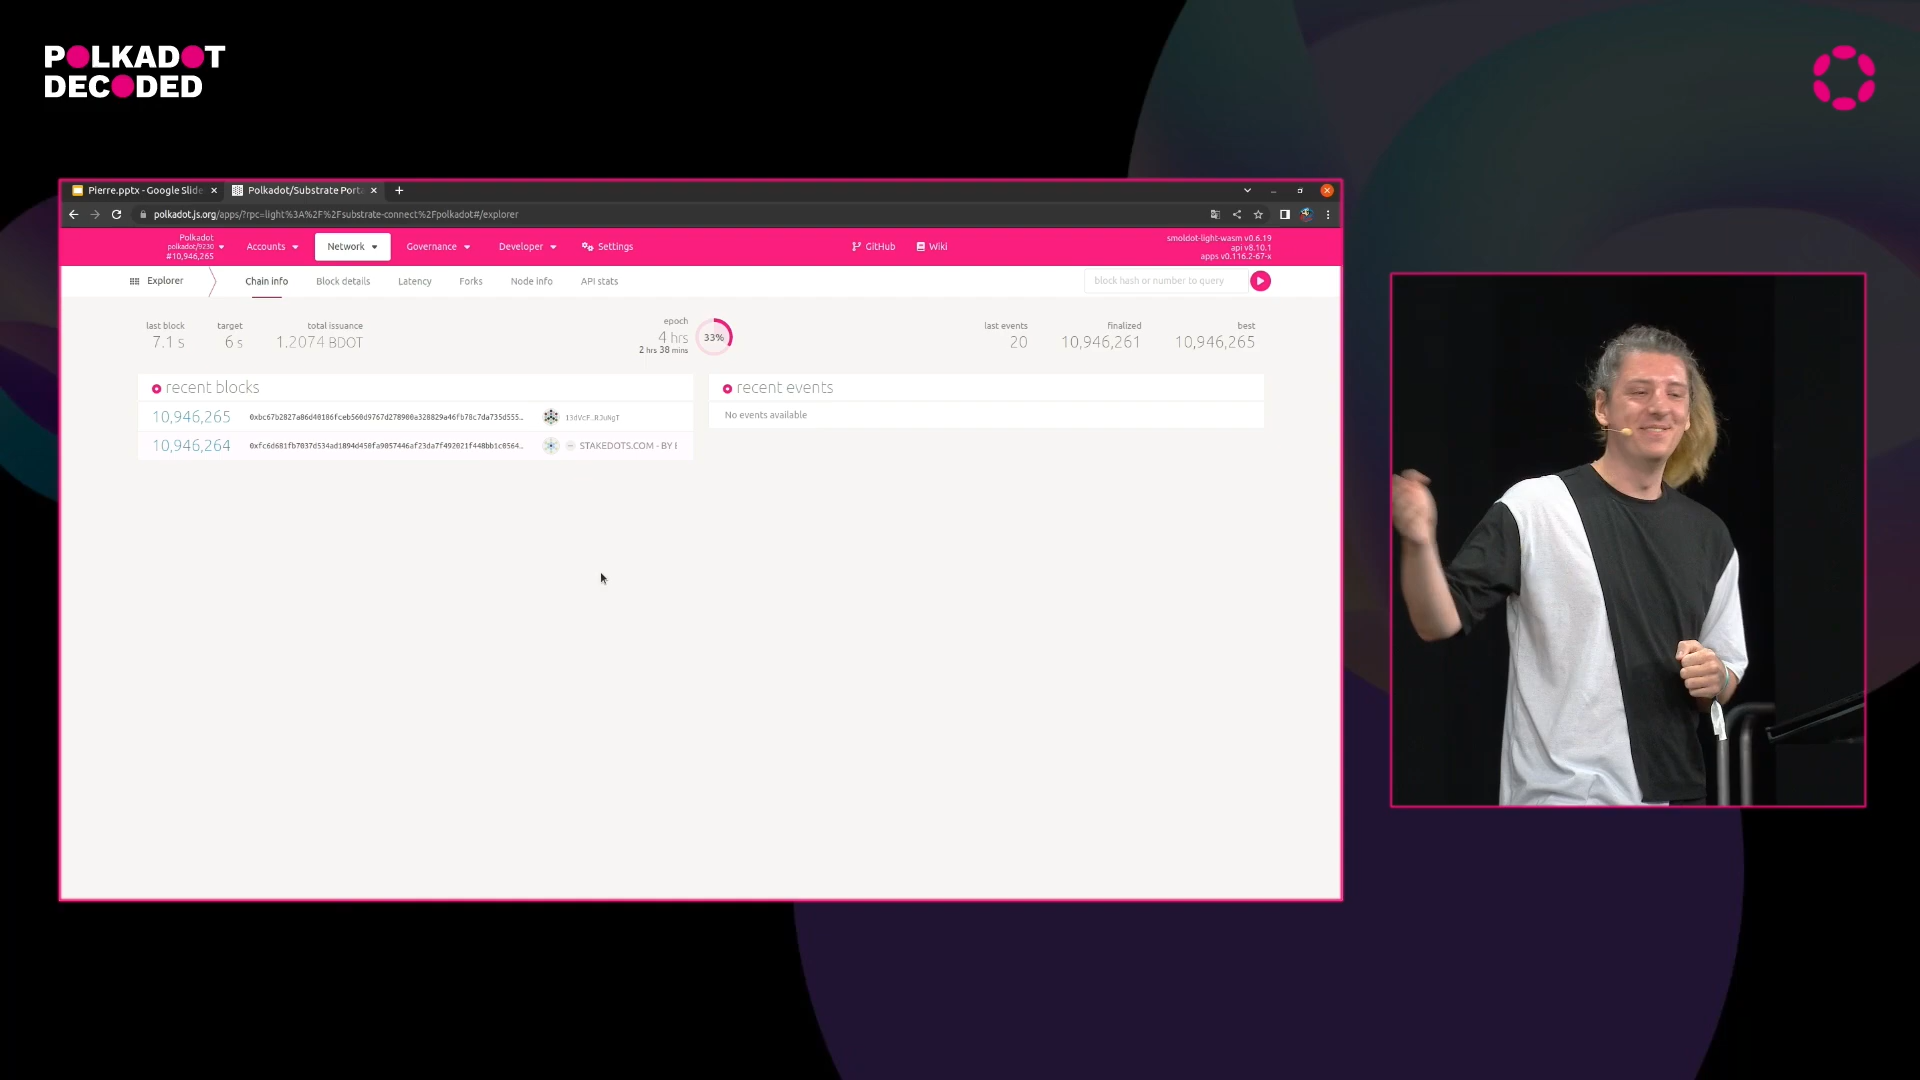 POLKADOT
DECODED
Pierre.pptx - Google Slide
Polkadot/Substrate Port
polkadot.js.org/apps/?rpc=light%3A%2F%2Fsubstrate-connect%2Fpolkadot#/explorer
Polkadot
polkadot/9230
#10,946,265
Accounts
Network
Governance
Developer
Settings
GitHub
Wiki
smoldot-light-wasm v0.6.19
api v8.10.1
apps v0.116.2-67-x
Explorer
Chain info
Block details
Latency
Forks
Node info
API stats
block hash or number to query
last block
7.1 s
target
6 s
total issuance
1.2074 BDOT
epoch
4 hrs
2 hrs 38 mins
33%
last events
20
finalized
10,946,261
best
10,946,265
recent blocks
10,946,265
13dVcF…RJuNgT
10,946,264
STAKEDOTS.COM - BY
recent events
No events available